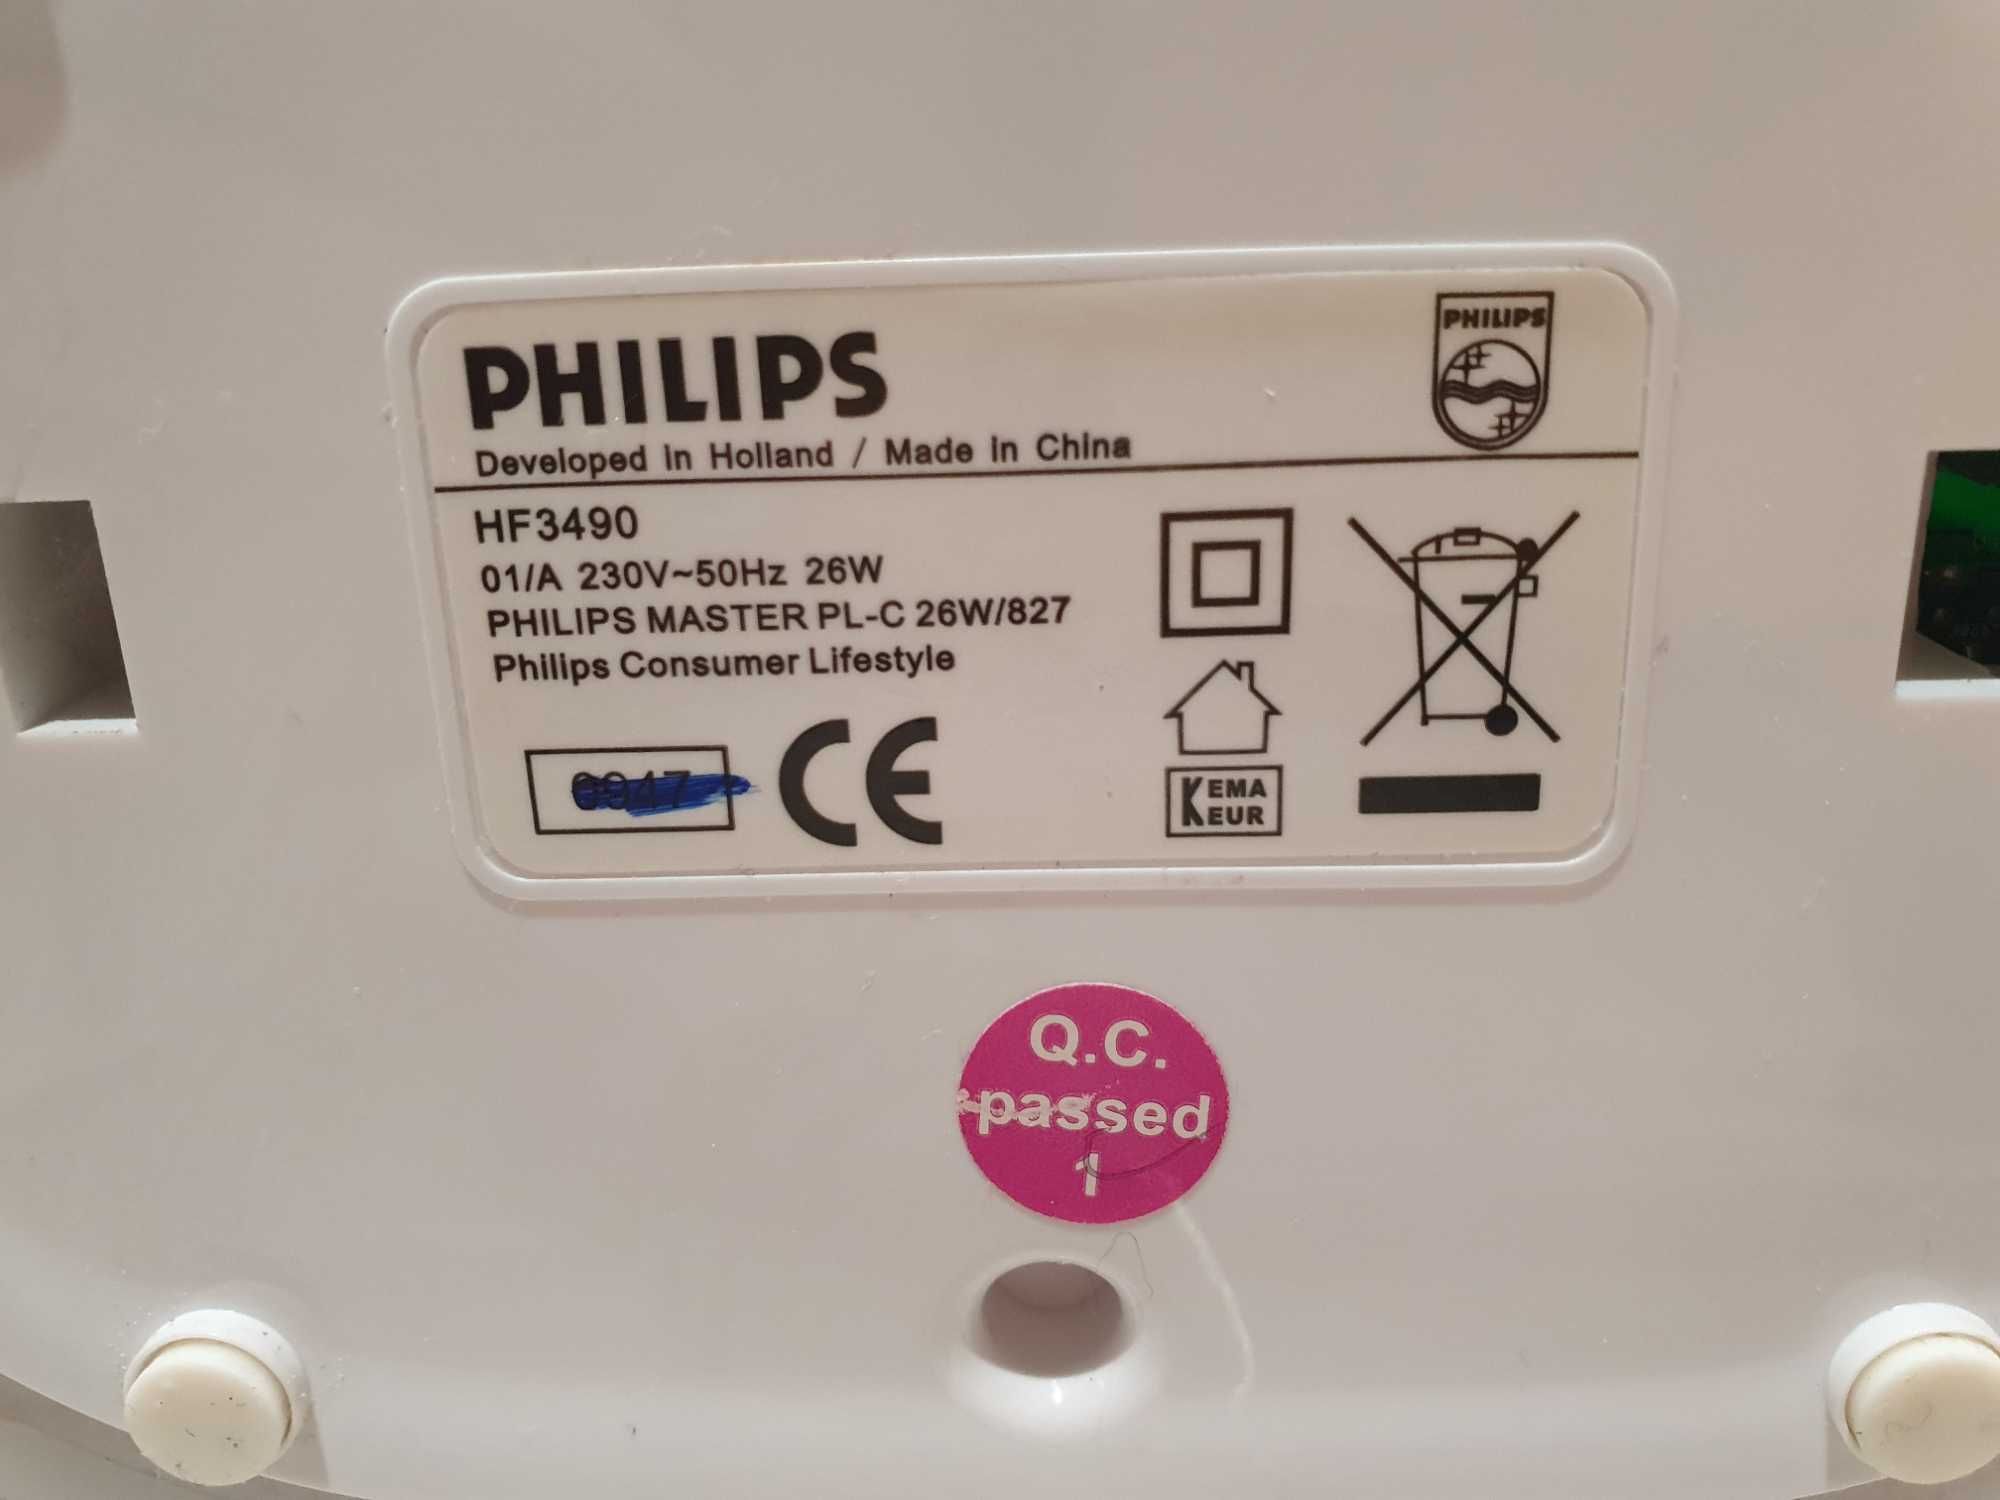 PHILIPS
PHILIPS
Developed in Holland / Made in China
HF3490
01/A 230V~50Hz 26W
PHILIPS MASTER PL-C 26W/827
Philips Consumer Lifestyle
0947
CE
KEMA
KEUR
Q.C.
passed
1